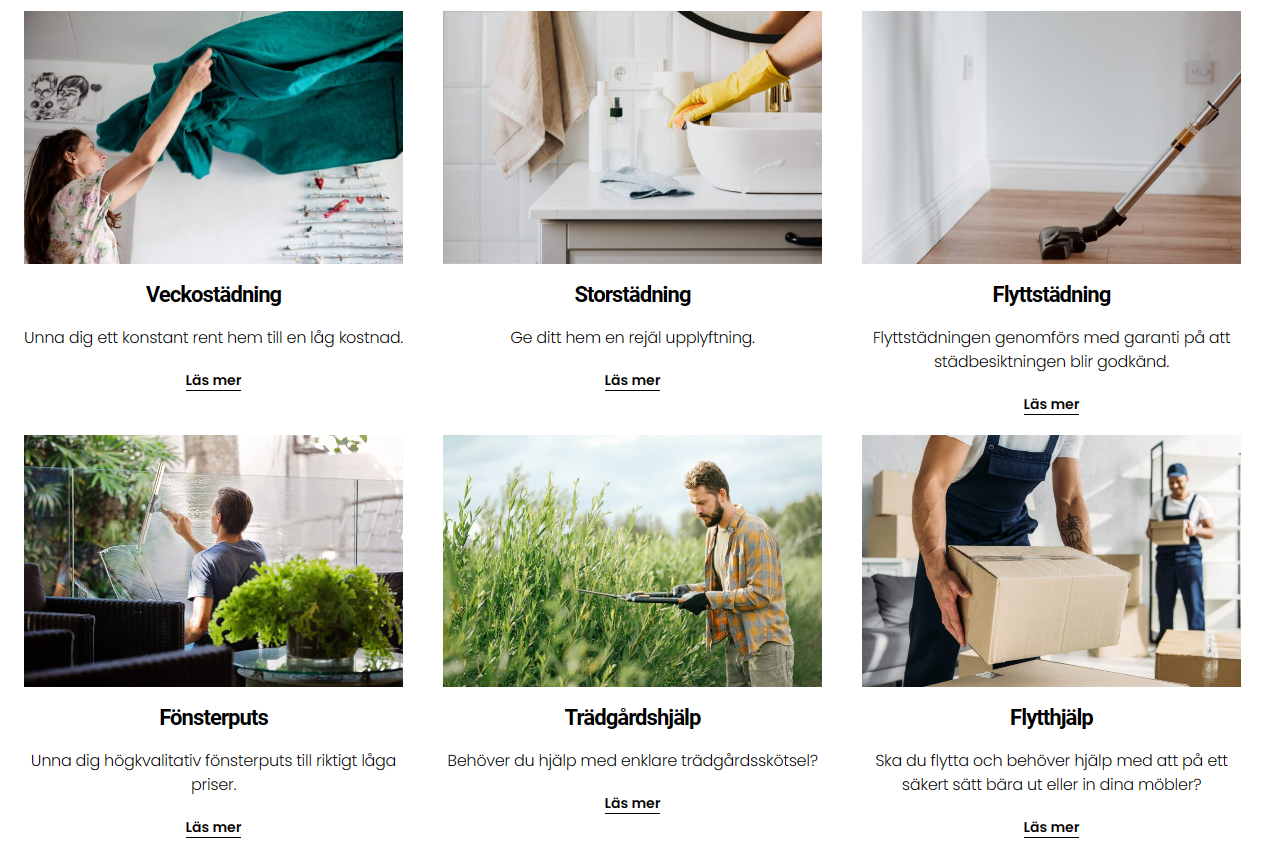 Veckostädning
Unna dig ett konstant rent hem till en låg kostnad.
Läs mer
Storstädning
Ge ditt hem en rejäl upplyftning.
Läs mer
Flyttstädning
Flyttstädningen genomförs med garanti på att
städbesiktningen blir godkänd.
Läs mer
Fönsterputs
Unna dig högkvalitativ fönsterputs till riktigt låga
priser.
Läs mer
Trädgårdshjälp
Behöver du hjälp med enklare trädgårdsskötsel?
Läs mer
Flytthjälp
Ska du flytta och behöver hjälp med att på ett
säkert sätt bära ut eller in dina möbler?
Läs mer